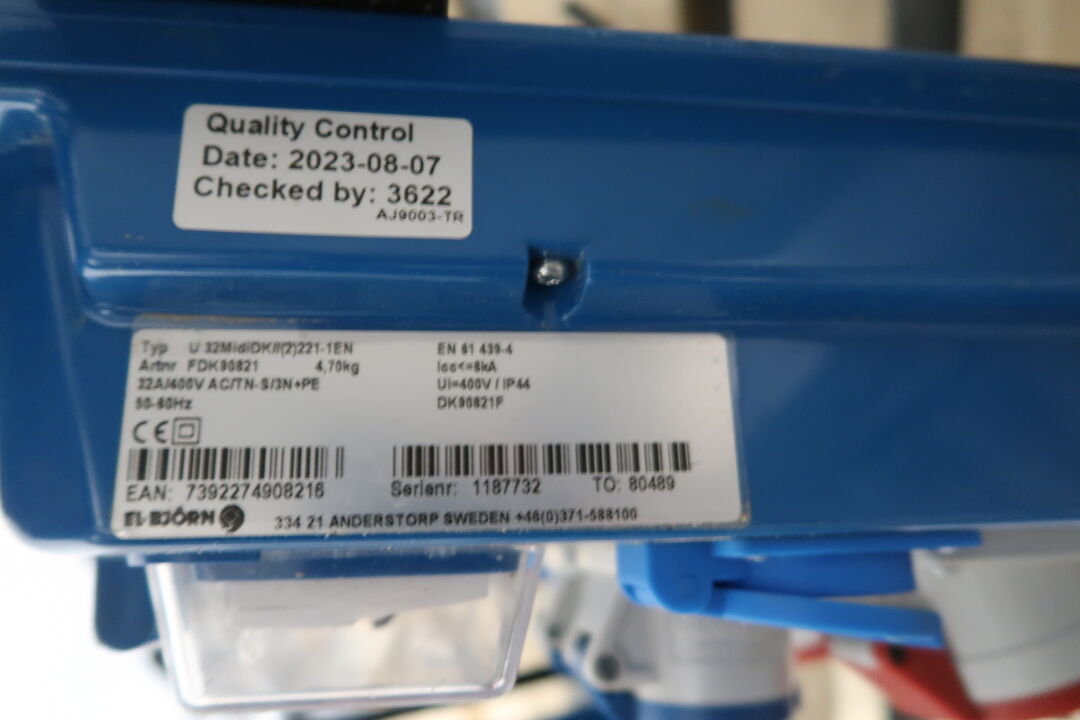 Quality Control
Date: 2023-08-07
Checked by: 3622
AJ9003-TR
Typ U 32MidiDK//(2)221-1EN
Artnr FDK90821 4,70kg
32A/400V AC/TN-S/3N+PE
50-60Hz
EN 61 439-4
Icc<=6kA
Ui=400V / IP44
DK90821F
CE
EAN: 7392274908216
Serienr: 1187732
TO: 80489
EL-BJÖRN
334 21 ANDERSTORP SWEDEN +46(0)371-588100